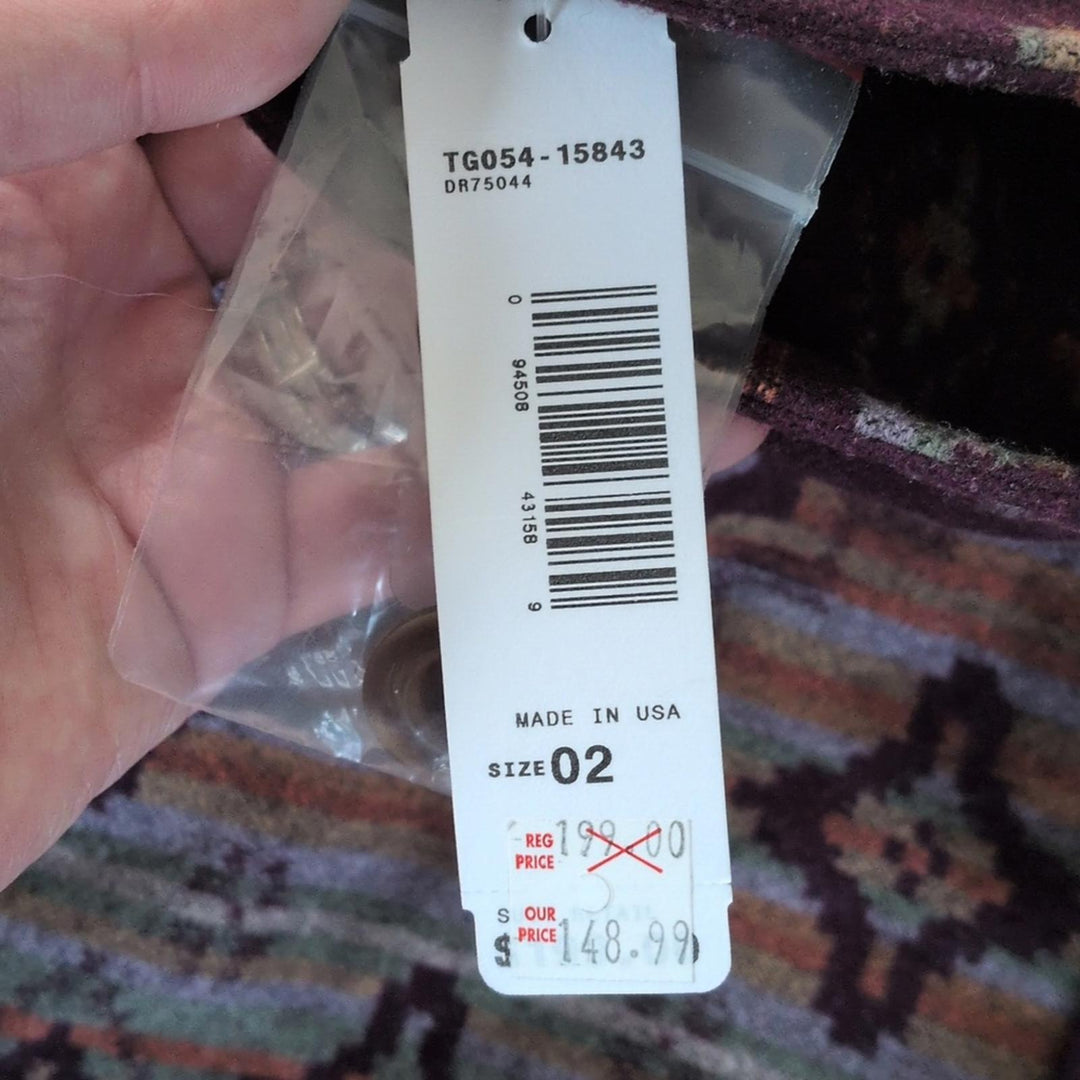 TG054-15843
DR75044
0 94508 43158 9
MADE IN USA
SIZE 02
REG PRICE 199.00
OUR PRICE 148.99
S
$